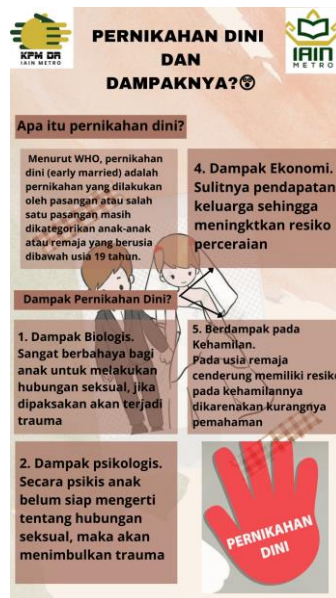 KPM DR
IAIN METRO
PERNIKAHAN DINI
DAN
DAMPAKNYA?😲
IAIN
METRO
Apa itu pernikahan dini?
Menurut WHO, pernikahan
dini (early married) adalah
pernikahan yang dilakukan
oleh pasangan atau salah
satu pasangan masih
dikategorikan anak-anak
atau remaja yang berusia
dibawah usia 19 tahun.
Dampak Pernikahan Dini?
1. Dampak Biologis.
Sangat berbahaya bagi
anak untuk melakukan
hubungan seksual, jika
dipaksakan akan terjadi
trauma
2. Dampak psikologis.
Secara psikis anak
belum siap mengerti
tentang hubungan
seksual, maka akan
menimbulkan trauma
4. Dampak Ekonomi.
Sulitnya pendapatan
keluarga sehingga
meningktkan resiko
perceraian
5. Berdampak pada
Kehamilan.
Pada usia remaja
cenderung memiliki resiko
pada kehamilannya
dikarenakan kurangnya
pemahaman
PERNIKAHAN
DINI